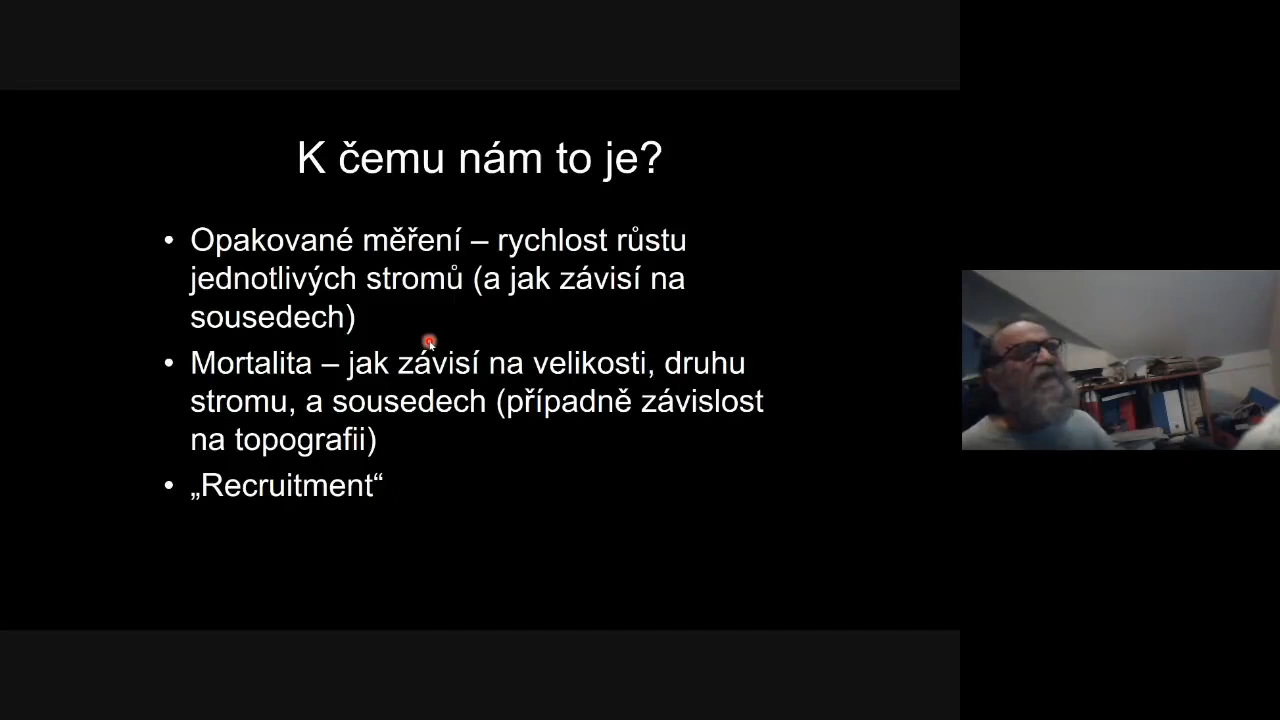 K čemu nám to je?
• Opakované měření – rychlost růstu
jednotlivých stromů (a jak závisí na
sousedech)
• Mortalita – jak závisí na velikosti, druhu
stromu, a sousedech (případně závislost
na topografii)
• „Recruitment“